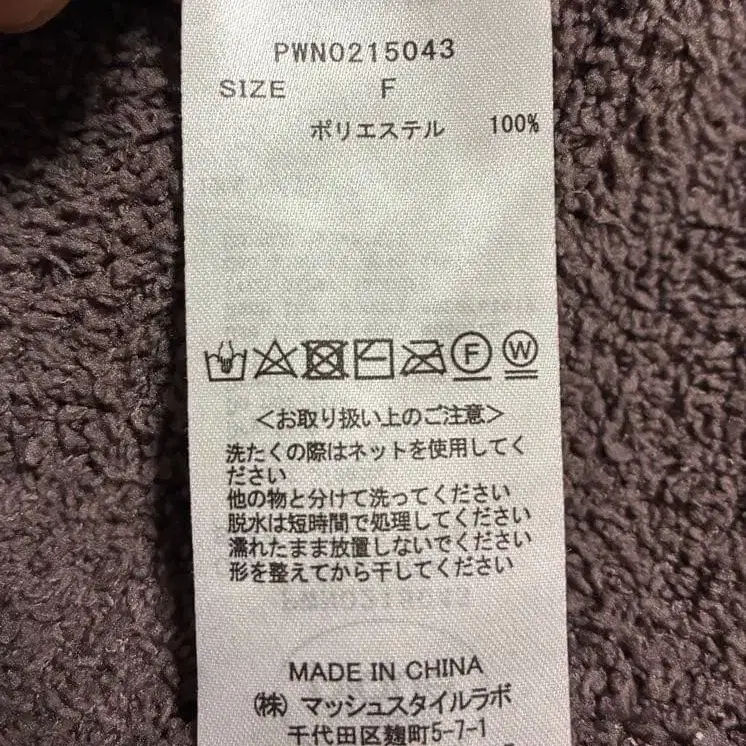 PWNO215043
SIZE F
ポリエステル 100%
F W
<お取り扱い上のご注意>
洗たくの際はネットを使用してく
ださい
他の物と分けて洗ってください
脱水は短時間で処理してください
濡れたまま放置しないでください
形を整えてから干してください
MADE IN CHINA
(株) マッシュスタイルラボ
千代田区麹町5-7-1